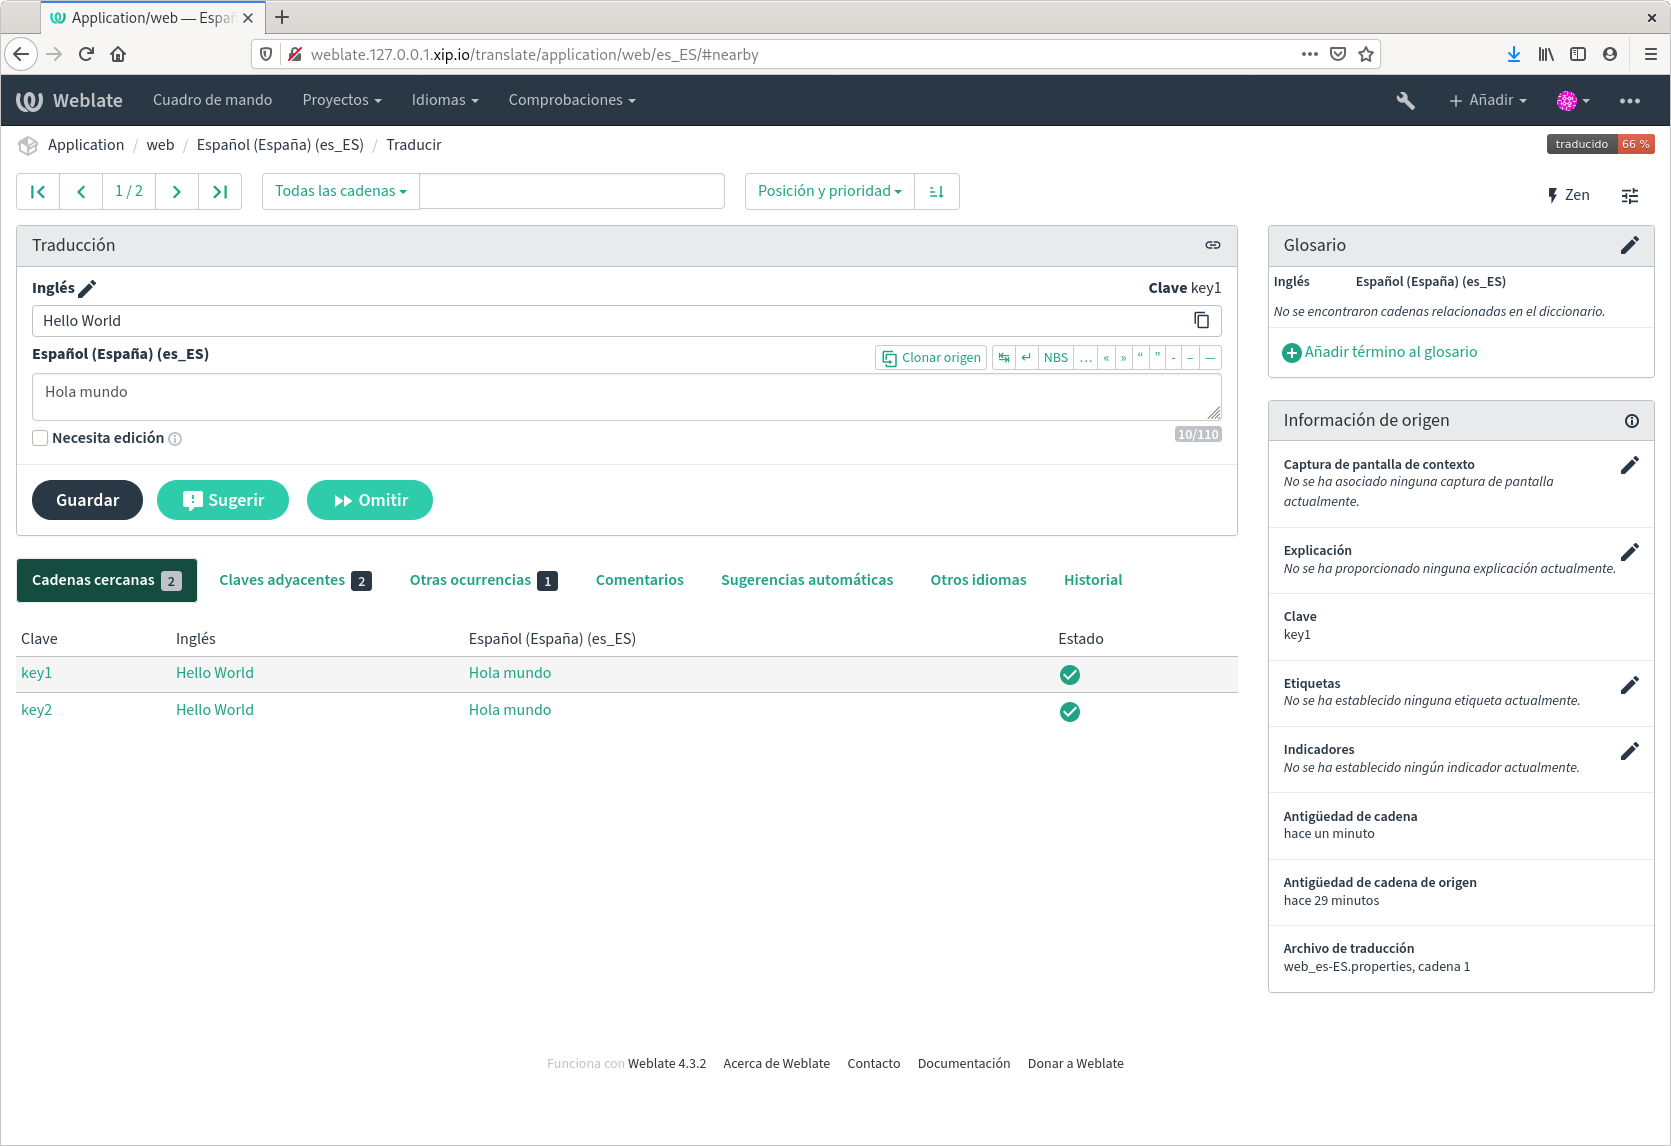 Application/web — Españ
weblate.127.0.0.1.xip.io/translate/application/web/es_ES/#nearby
Weblate Cuadro de mando Proyectos Idiomas Comprobaciones Añadir
Application / web / Español (España) (es_ES) / Traducir traducido 66 %
1 / 2 Todas las cadenas Posición y prioridad Zen
Traducción
Inglés Clave key1
Hello World
Español (España) (es_ES) Clonar origen ↹ ↵ NBS … « » “ ” - – —
Hola mundo
Necesita edición 10/110
Guardar Sugerir Omitir
Cadenas cercanas 2 Claves adyacentes 2 Otras ocurrencias 1 Comentarios Sugerencias automáticas Otros idiomas Historial
Clave Inglés Español (España) (es_ES) Estado
key1 Hello World Hola mundo
key2 Hello World Hola mundo
Glosario
Inglés Español (España) (es_ES)
No se encontraron cadenas relacionadas en el diccionario.
Añadir término al glosario
Información de origen
Captura de pantalla de contexto
No se ha asociado ninguna captura de pantalla
actualmente.
Explicación
No se ha proporcionado ninguna explicación actualmente.
Clave
key1
Etiquetas
No se ha establecido ninguna etiqueta actualmente.
Indicadores
No se ha establecido ningún indicador actualmente.
Antigüedad de cadena
hace un minuto
Antigüedad de cadena de origen
hace 29 minutos
Archivo de traducción
web_es-ES.properties, cadena 1
Funciona con Weblate 4.3.2 Acerca de Weblate Contacto Documentación Donar a Weblate